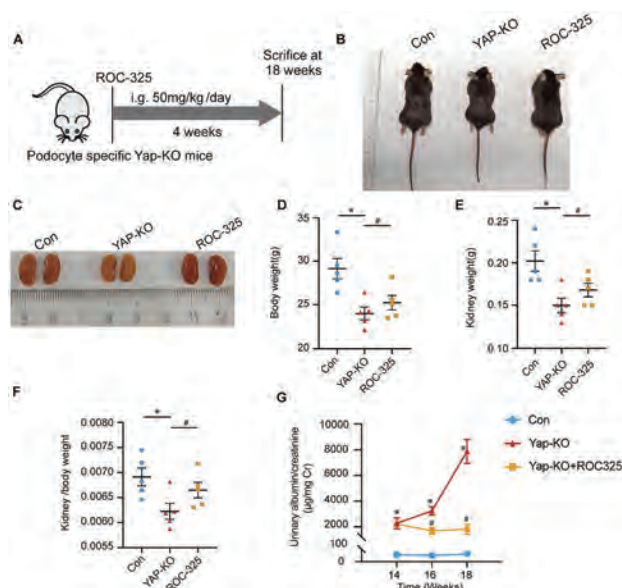 A
ROC-325
i.g. 50mg/kg/day
4 weeks
Scrifice at
18 weeks
Podocyte specific Yap-KO mice
B
Con
YAP-KO
ROC-325
C
Con
YAP-KO
ROC-325
D
Body weight(g)
35
30
25
20
*
#
Con
YAP-KO
ROC-325
E
Kidney weight(g)
0.25
0.20
0.15
0.10
*
#
Con
YAP-KO
ROC-325
F
Kidney /body weight
0.0080
0.0075
0.0070
0.0065
0.0060
0.0055
*
#
Con
YAP-KO
ROC-325
G
Urinary albumin/creatinine
(μg/mg Cr)
10000
8000
6000
4000
2000
100
0
*
*
*
#
#
14
16
18
Time (Weeks)
Con
Yap-KO
Yap-KO+ROC325